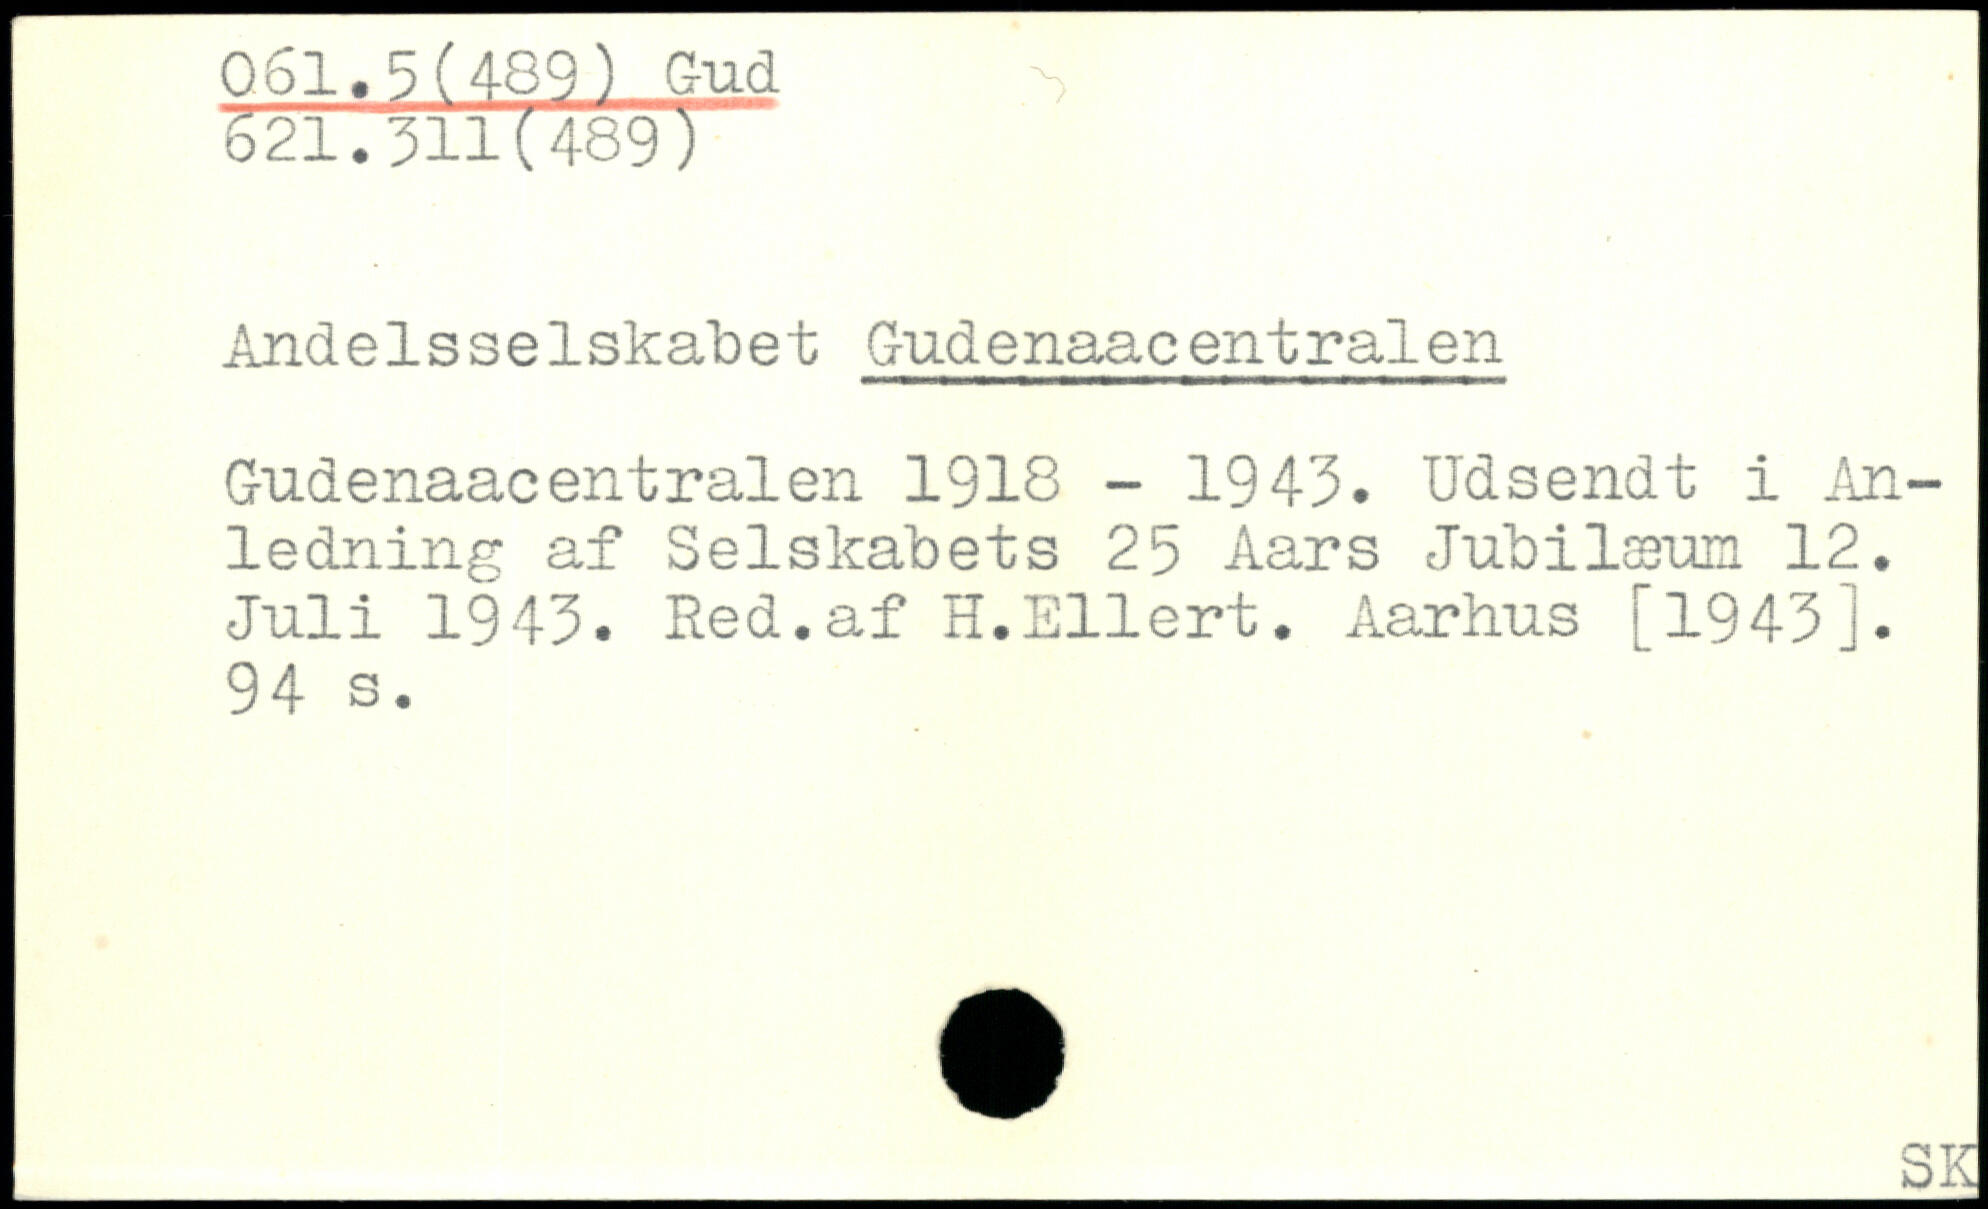 061.5(489) Gud
621.311(489)
Andelsselskabet Gudenaacentralen
Gudenaacentralen 1918 - 1943. Udsendt i An-
ledning af Selskabets 25 Aars Jubilæum 12.
Juli 1943. Red.af H.Ellert. Aarhus [1943].
94 s.
SK